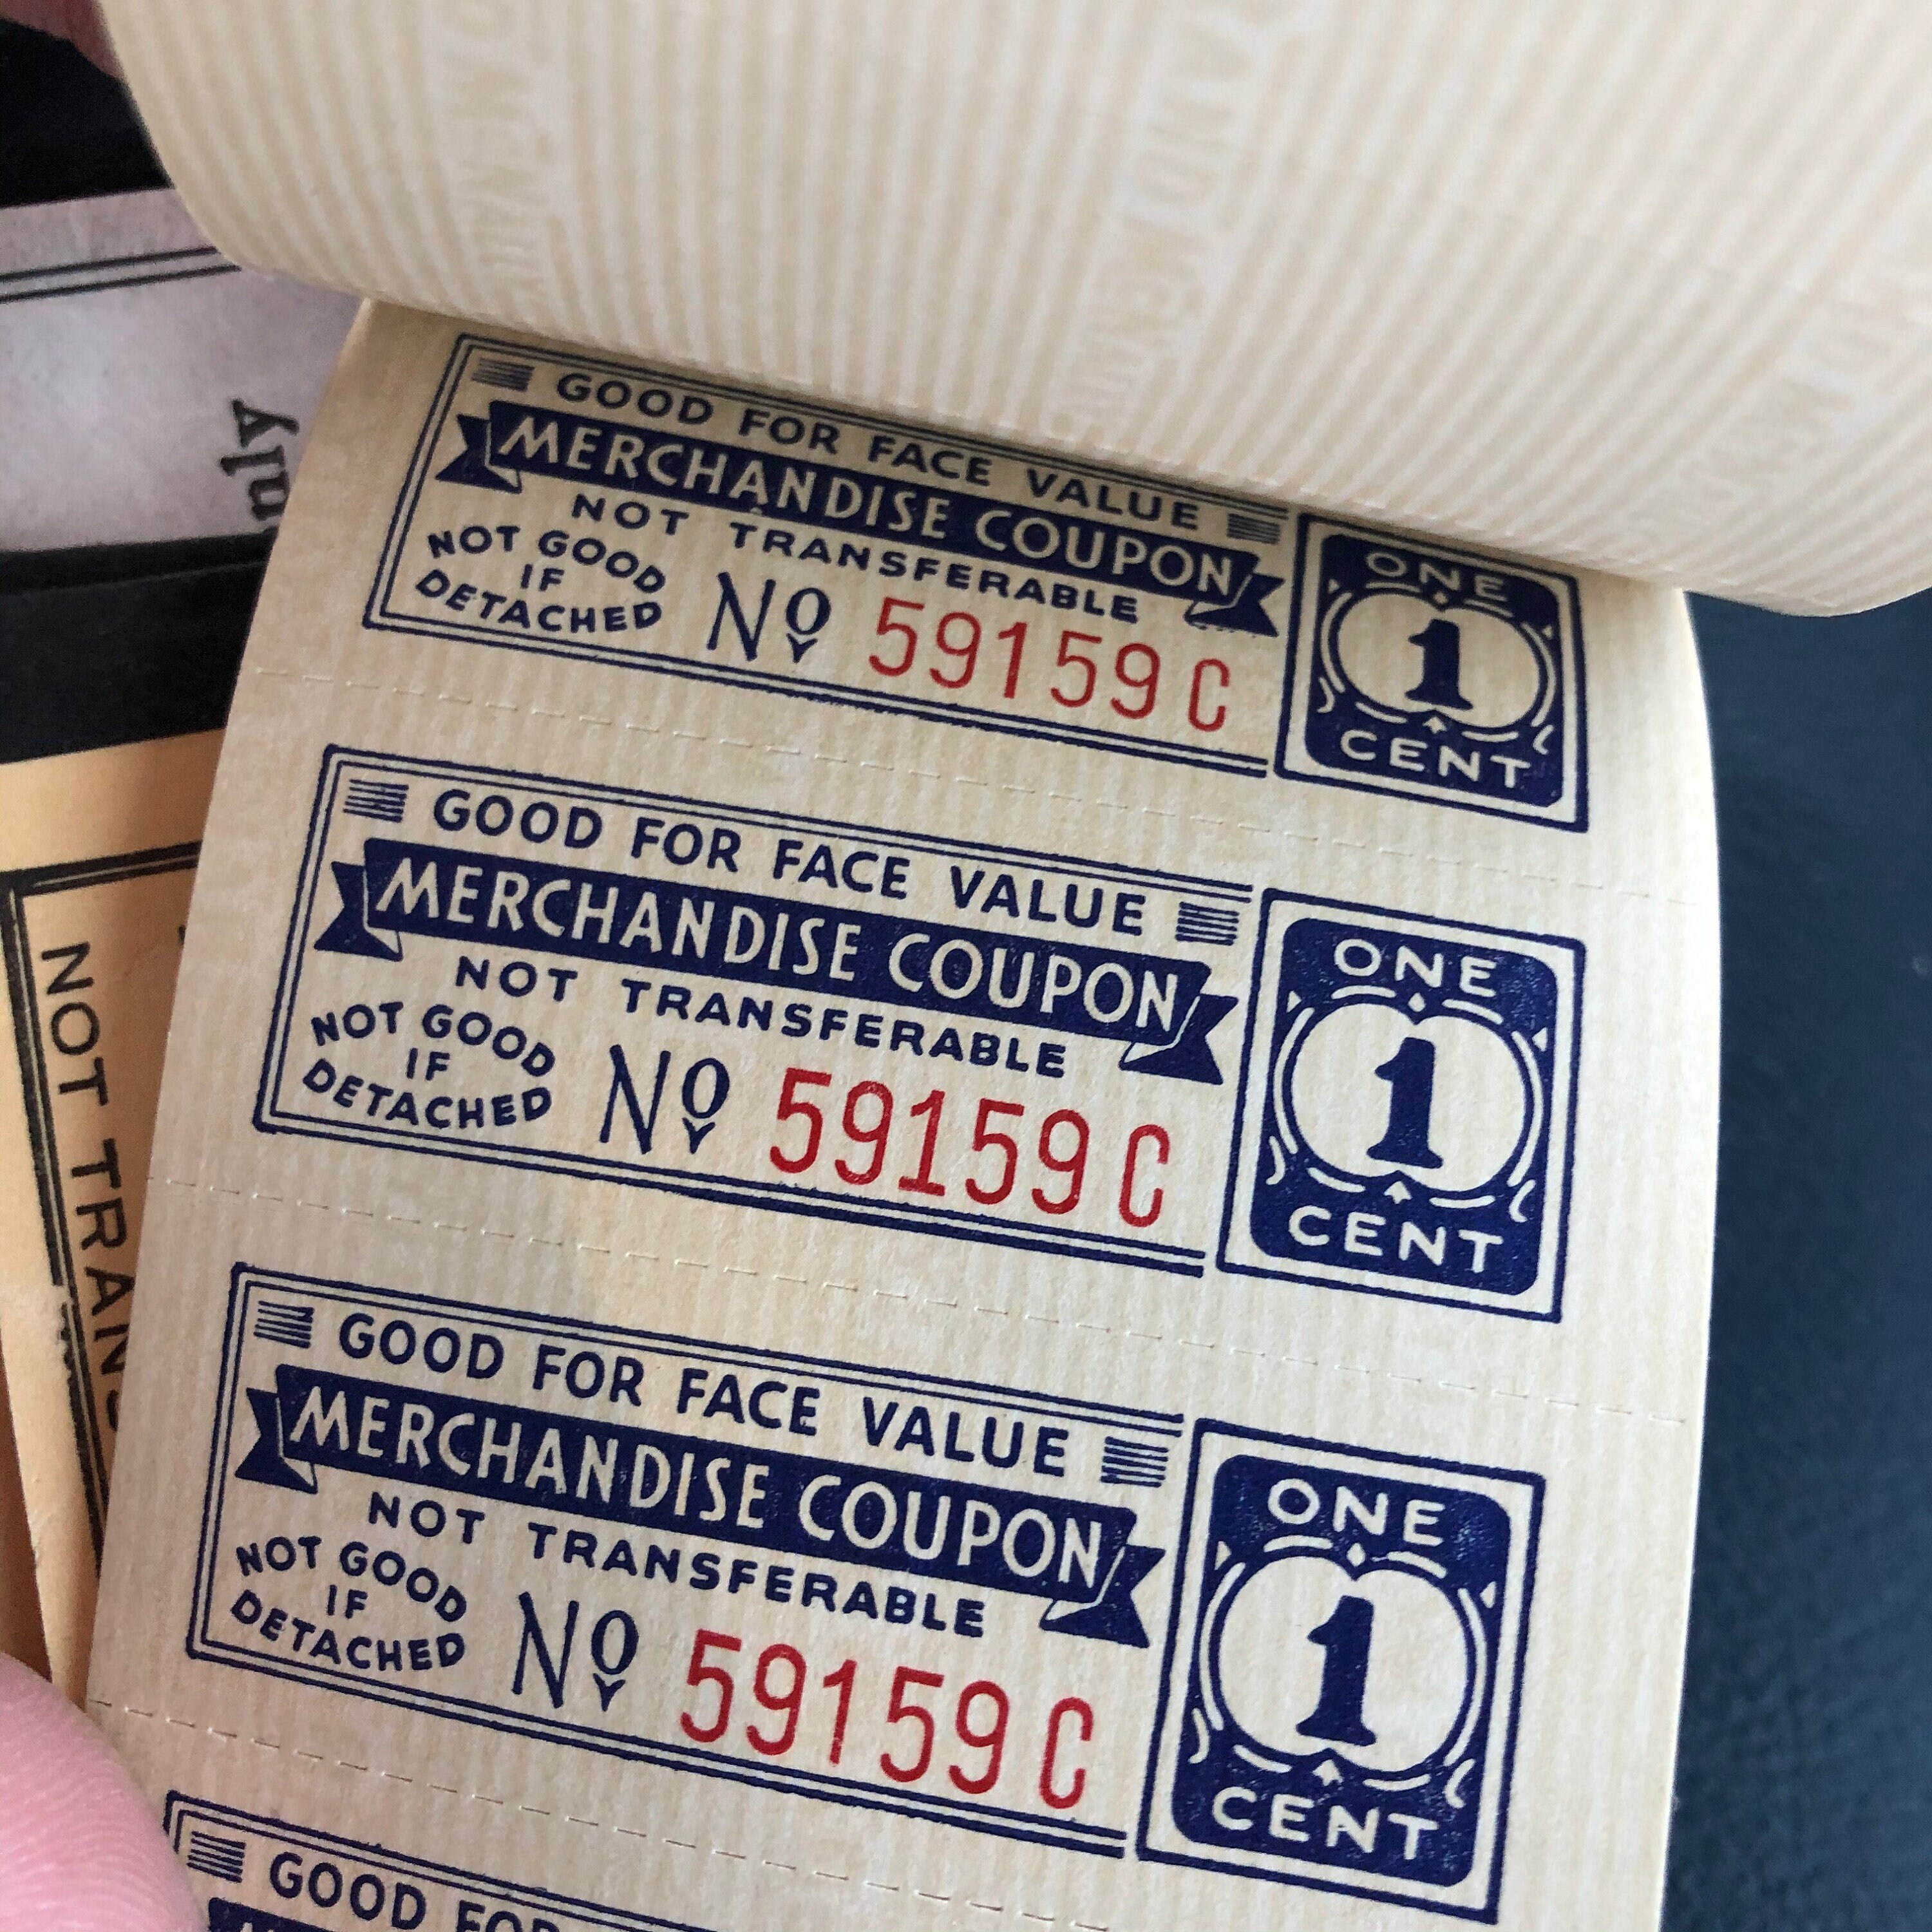 GOOD FOR FACE VALUE
MERCHANDISE COUPON
NOT TRANSFERABLE
NOT GOOD
IF
DETACHED
No 59159 C
ONE
1
CENT
GOOD FOR FACE VALUE
MERCHANDISE COUPON
NOT TRANSFERABLE
NOT GOOD
IF
DETACHED
No 59159 C
ONE
1
CENT
GOOD FOR FACE VALUE
MERCHANDISE COUPON
NOT TRANSFERABLE
NOT GOOD
IF
DETACHED
No 59159 C
ONE
1
CENT
GOOD FOR
nly
NOT TRANS